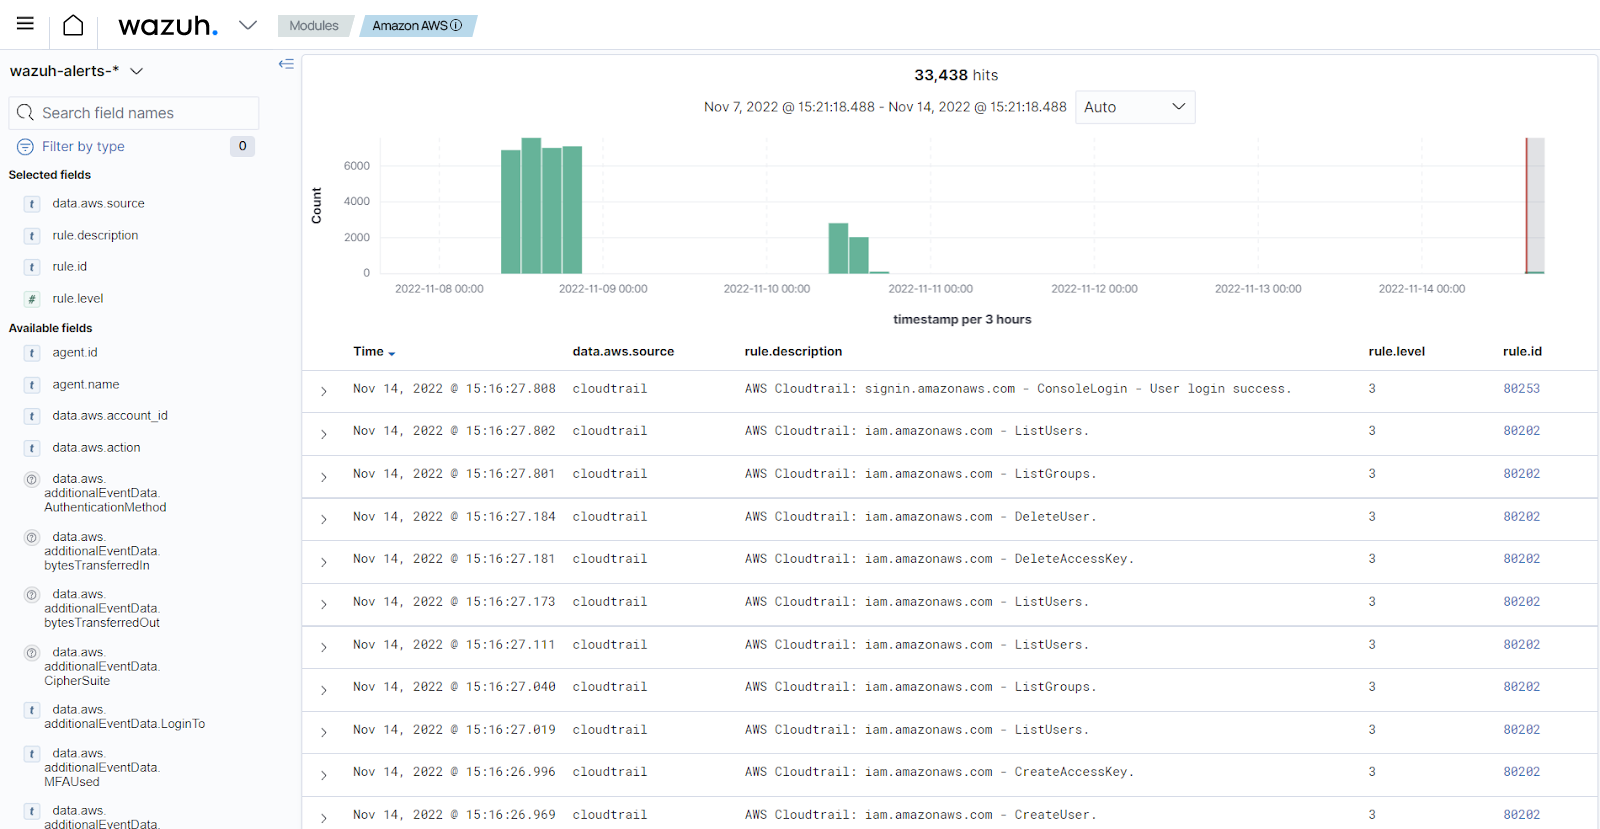 wazuh.
Modules
Amazon AWS
wazuh-alerts-*
Search field names
Filter by type
0
Selected fields
t data.aws.source
t rule.description
t rule.id
# rule.level
Available fields
t agent.id
t agent.name
t data.aws.account_id
t data.aws.action
data.aws.
additionalEventData.
AuthenticationMethod
data.aws.
additionalEventData.
bytesTransferredIn
data.aws.
additionalEventData.
bytesTransferredOut
data.aws.
additionalEventData.
CipherSuite
t data.aws.
additionalEventData.LoginTo
t data.aws.
additionalEventData.
MFAUsed
t data.aws.
additionalEventData.
33,438 hits
Nov 7, 2022 @ 15:21:18.488 - Nov 14, 2022 @ 15:21:18.488
Auto
Count
6000
4000
2000
0
2022-11-08 00:00
2022-11-09 00:00
2022-11-10 00:00
2022-11-11 00:00
2022-11-12 00:00
2022-11-13 00:00
2022-11-14 00:00
timestamp per 3 hours
Time data.aws.source rule.description rule.level rule.id
Nov 14, 2022 @ 15:16:27.808 cloudtrail AWS Cloudtrail: signin.amazonaws.com - ConsoleLogin - User login success. 3 80253
Nov 14, 2022 @ 15:16:27.802 cloudtrail AWS Cloudtrail: iam.amazonaws.com - ListUsers. 3 80202
Nov 14, 2022 @ 15:16:27.801 cloudtrail AWS Cloudtrail: iam.amazonaws.com - ListGroups. 3 80202
Nov 14, 2022 @ 15:16:27.184 cloudtrail AWS Cloudtrail: iam.amazonaws.com - DeleteUser. 3 80202
Nov 14, 2022 @ 15:16:27.181 cloudtrail AWS Cloudtrail: iam.amazonaws.com - DeleteAccessKey. 3 80202
Nov 14, 2022 @ 15:16:27.173 cloudtrail AWS Cloudtrail: iam.amazonaws.com - ListUsers. 3 80202
Nov 14, 2022 @ 15:16:27.111 cloudtrail AWS Cloudtrail: iam.amazonaws.com - ListUsers. 3 80202
Nov 14, 2022 @ 15:16:27.040 cloudtrail AWS Cloudtrail: iam.amazonaws.com - ListGroups. 3 80202
Nov 14, 2022 @ 15:16:27.019 cloudtrail AWS Cloudtrail: iam.amazonaws.com - ListUsers. 3 80202
Nov 14, 2022 @ 15:16:26.996 cloudtrail AWS Cloudtrail: iam.amazonaws.com - CreateAccessKey. 3 80202
Nov 14, 2022 @ 15:16:26.969 cloudtrail AWS Cloudtrail: iam.amazonaws.com - CreateUser. 3 80202